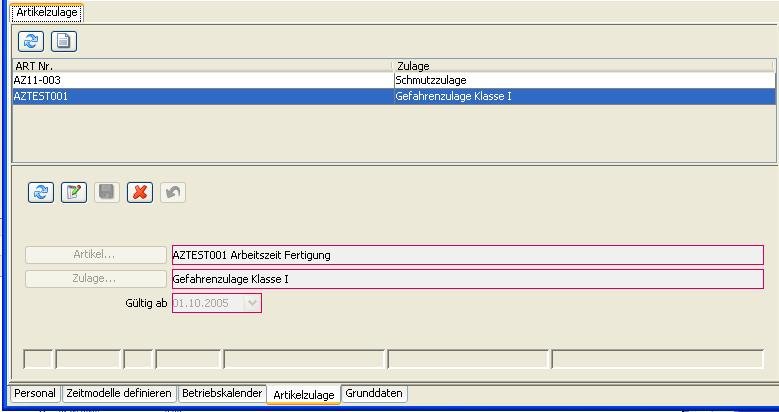 Artikelzulage
ART Nr. Zulage
AZ11-003 Schmutzzulage
AZTEST001 Gefahrenzulage Klasse I
Artikel... AZTEST001 Arbeitszeit Fertigung
Zulage... Gefahrenzulage Klasse I
Gültig ab 01.10.2005
Personal Zeitmodelle definieren Betriebskalender Artikelzulage Grunddaten